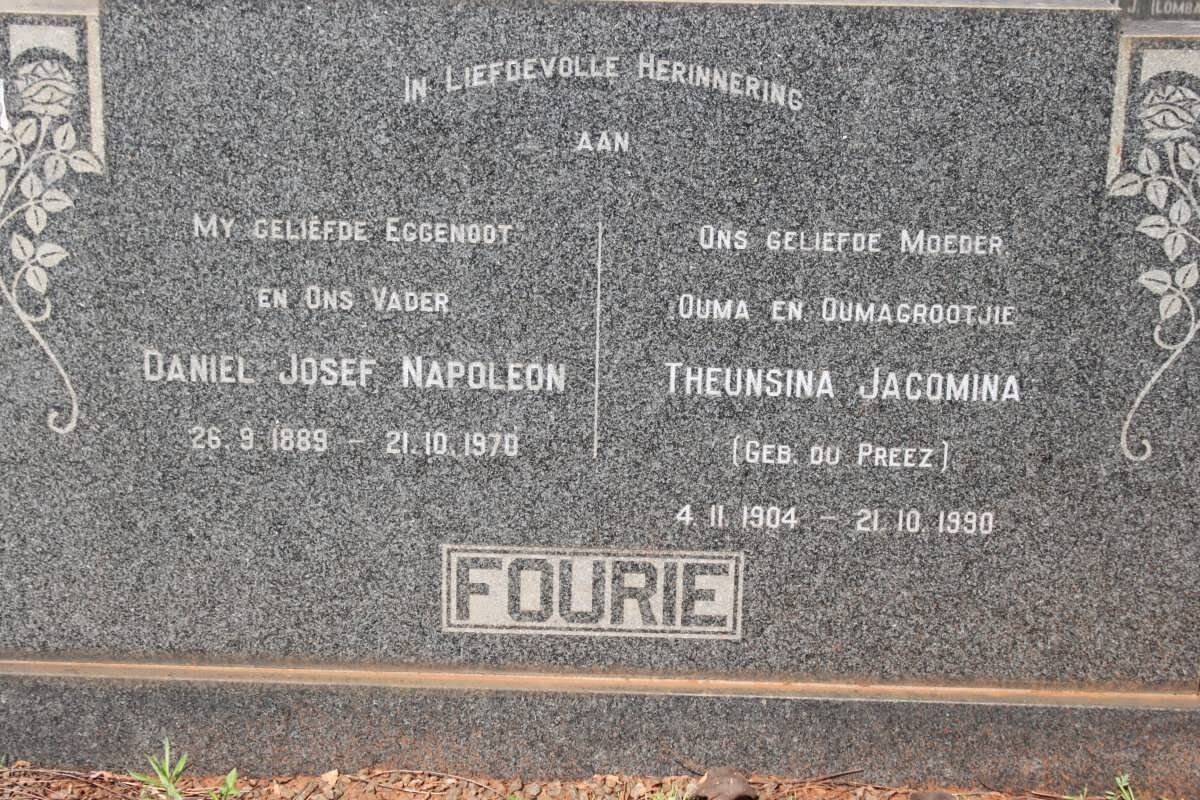 IN LIEFDEVOLLE HERINNERING
AAN
MY GELIEFDE EGGENOOT
EN ONS VADER
DANIEL JOSEF NAPOLEON
26.9.1889 - 21.10.1970
ONS GELIEFDE MOEDER
OUMA EN OUMAGROOTJIE
THEUNSINA JACOMINA
(GEB. DU PREEZ)
4.11.1904 - 21.10.1990
FOURIE